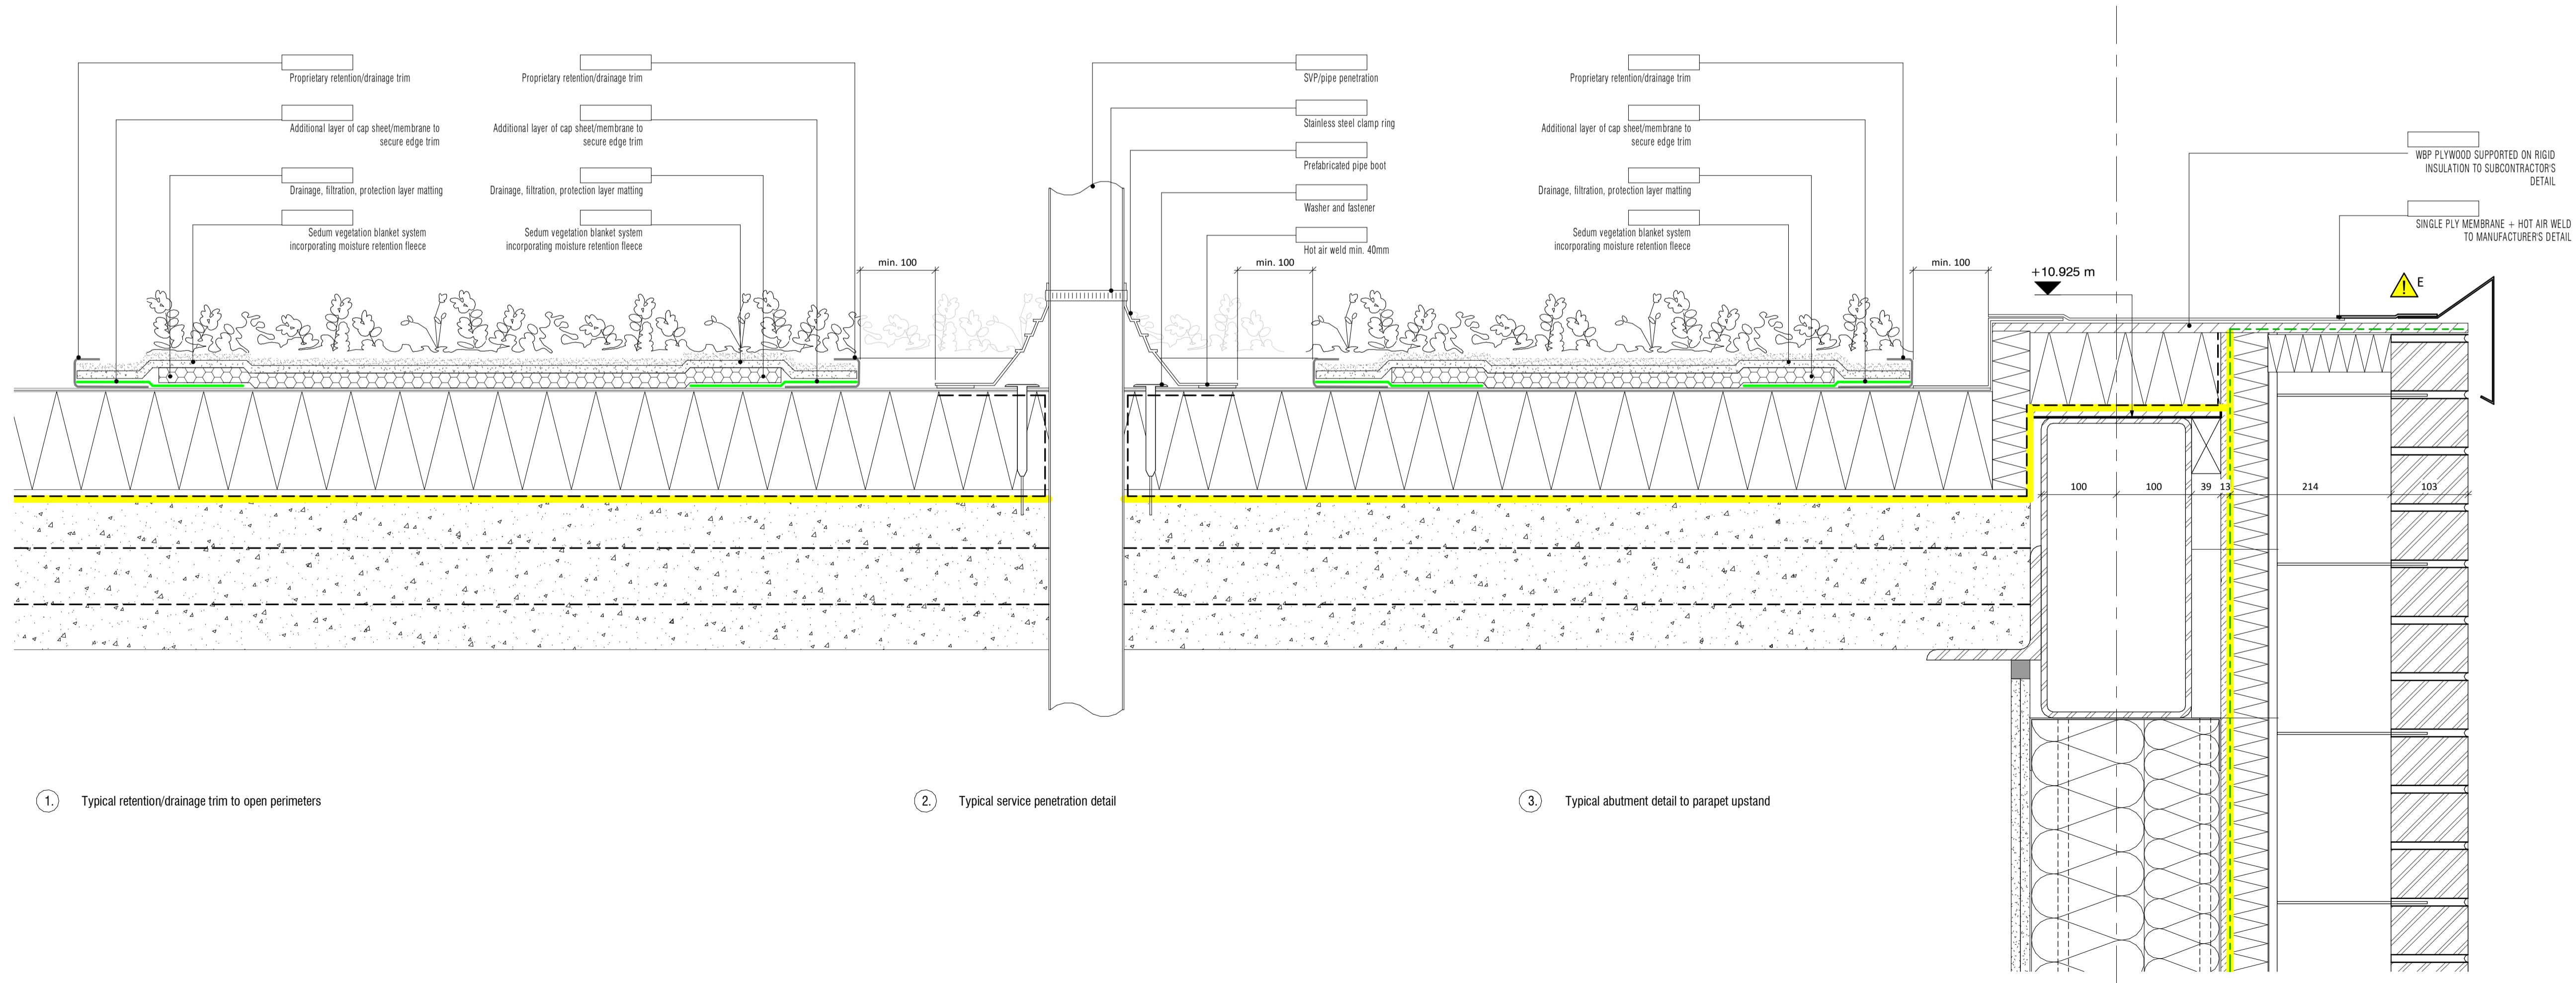 Proprietary retention/drainage trim
Additional layer of cap sheet/membrane to
secure edge trim
Drainage, filtration, protection layer matting
Sedum vegetation blanket system
incorporating moisture retention fleece
Proprietary retention/drainage trim
Additional layer of cap sheet/membrane to
secure edge trim
Drainage, filtration, protection layer matting
Sedum vegetation blanket system
incorporating moisture retention fleece
min. 100
SVP/pipe penetration
Stainless steel clamp ring
Prefabricated pipe boot
Washer and fastener
Hot air weld min. 40mm
min. 100
Proprietary retention/drainage trim
Additional layer of cap sheet/membrane to
secure edge trim
Drainage, filtration, protection layer matting
Sedum vegetation blanket system
incorporating moisture retention fleece
min. 100
+10.925 m
WBP PLYWOOD SUPPORTED ON RIGID
INSULATION TO SUBCONTRACTOR'S
DETAIL
SINGLE PLY MEMBRANE + HOT AIR WELD
TO MANUFACTURER'S DETAIL
! E
100 100 39 13 214 103
1. Typical retention/drainage trim to open perimeters
2. Typical service penetration detail
3. Typical abutment detail to parapet upstand